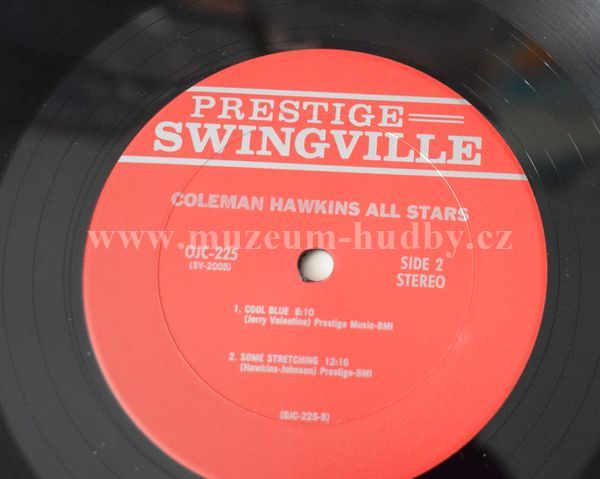 PRESTIGE
SWINGVILLE
COLEMAN HAWKINS ALL STARS
www.muzeum-hudby.cz
OJC-225
(SV-2005)
SIDE 2
STEREO
1. COOL BLUE 8:10
(Jerry Valentine) Prestige Music-BMI
2. SOME STRETCHING 12:16
(Hawkins-Johnson) Prestige-BMI
(OJC-225-B)